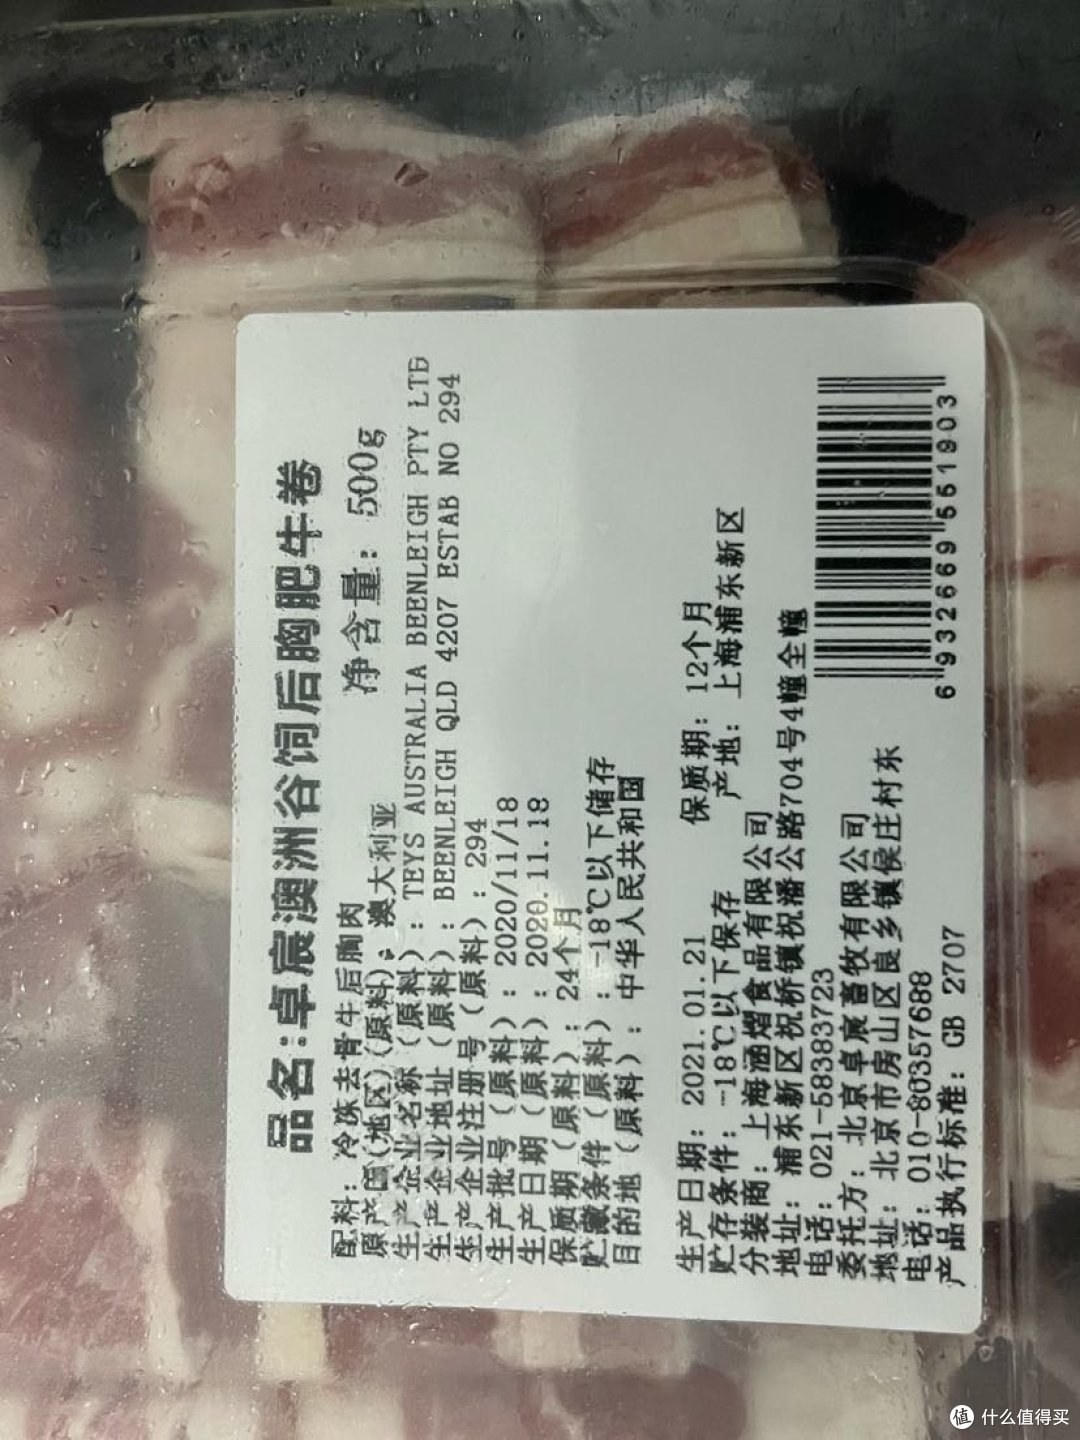 品名:卓宸澳洲谷饲后胸肥牛卷
净含量: 500g
配料: 冷冻去骨牛后胸肉
原产国(地区)(原料): 澳大利亚
生产企业名称(原料): TEYS AUSTRALIA BEENLEIGH PTY LTD
生产企业地址(原料): BEENLEIGH QLD 4207 ESTAB NO 294
生产企业注册号(原料): 294
生产批号(原料): 2020/11/18
生产日期(原料): 2020.11.18
保质期(原料): 24个月
贮藏条件(原料): -18℃以下储存
目的地(原料): 中华人民共和国
生产日期: 2021.01.21 保质期: 12个月
贮存条件: -18℃以下保存 产地: 上海浦东新区
分装商: 上海涵熠食品有限公司
地址: 浦东新区祝桥镇祝潘公路704号4幢全幢
电话: 021-58383723
委托方: 北京卓宸畜牧有限公司
地址: 北京市房山区良乡镇侯庄村东
电话: 010-80357688
产品执行标准: GB 2707
6 932669 551903
值 什么值得买